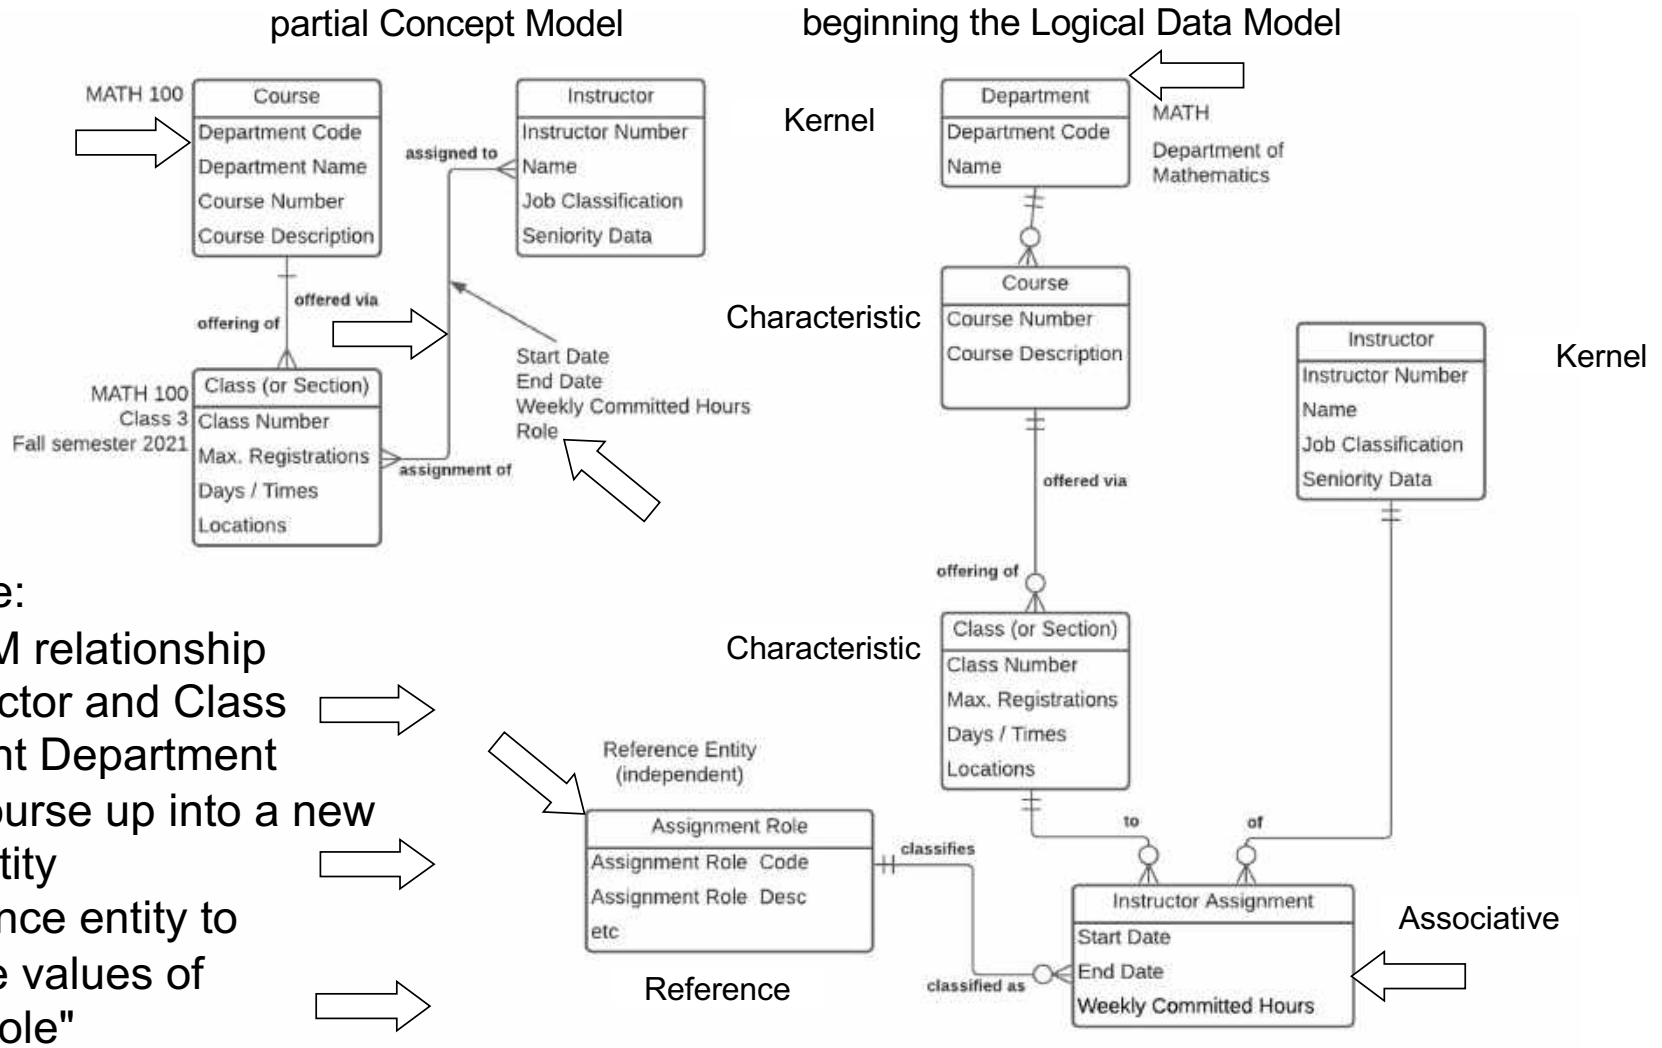 partial Concept Model
beginning the Logical Data Model
MATH 100
Course
Department Code
Department Name
Course Number
Course Description
Instructor
Instructor Number
Name
Job Classification
Seniority Data
assigned to
offered via
offering of
Start Date
End Date
Weekly Committed Hours
Role
MATH 100
Class 3
Fall semester 2021
Class (or Section)
Class Number
Max. Registrations
Days / Times
Locations
assignment of
e:
M relationship
ctor and Class
nt Department
ourse up into a new
tity
nce entity to
e values of
ole"
Kernel
Department
Department Code
Name
MATH
Department of
Mathematics
Characteristic
Course
Course Number
Course Description
Instructor
Instructor Number
Name
Job Classification
Seniority Data
Kernel
offered via
offering of
Characteristic
Class (or Section)
Class Number
Max. Registrations
Days / Times
Locations
to
of
Reference Entity
(independent)
Assignment Role
Assignment Role Code
Assignment Role Desc
etc
Reference
classifies
classified as
Instructor Assignment
Start Date
End Date
Weekly Committed Hours
Associative